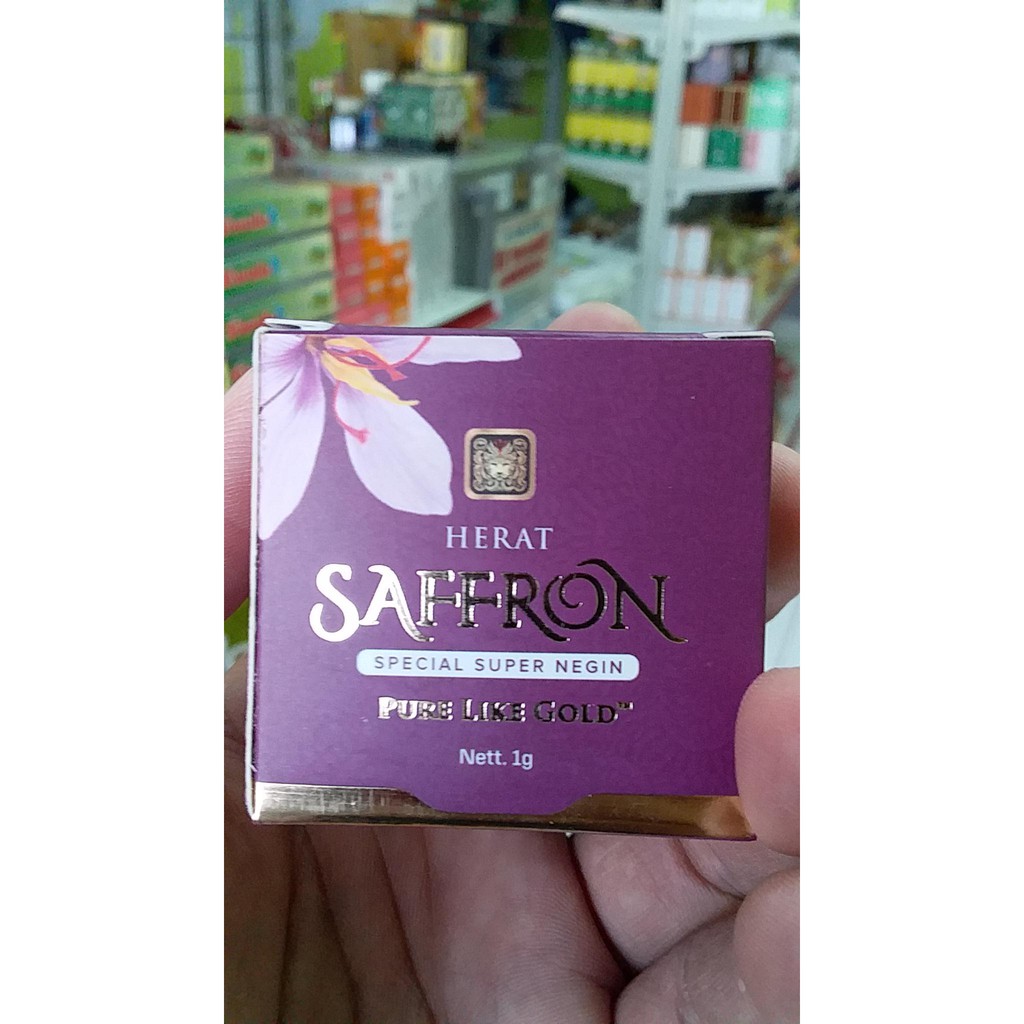 HERAT
SAFFRON
SPECIAL SUPER NEGIN
PURE LIKE GOLD™
Nett. 1g